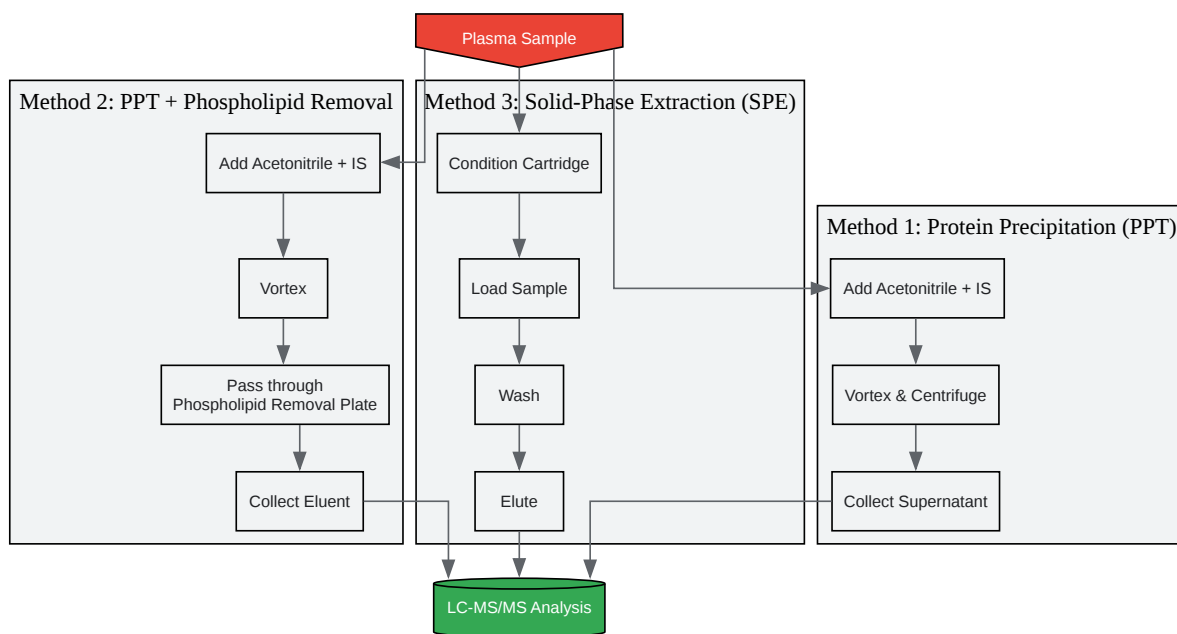 Plasma Sample
Method 2: PPT + Phospholipid Removal
Add Acetonitrile + IS
Vortex
Pass through
Phospholipid Removal Plate
Collect Eluent
Method 3: Solid-Phase Extraction (SPE)
Condition Cartridge
Load Sample
Wash
Elute
Method 1: Protein Precipitation (PPT)
Add Acetonitrile + IS
Vortex & Centrifuge
Collect Supernatant
LC-MS/MS Analysis